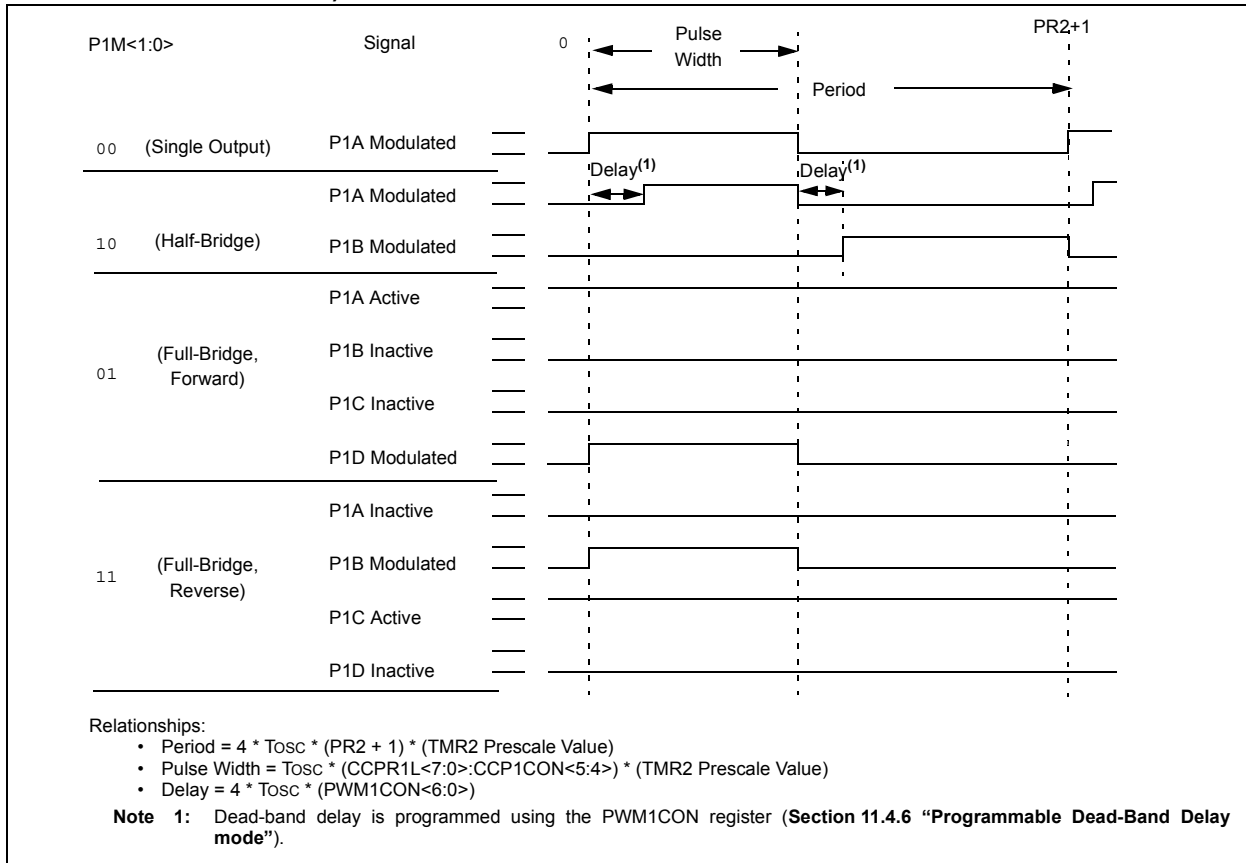 P1M<1:0> Signal 0 Pulse Width PR2+1
Period
00 (Single Output) P1A Modulated
Delay(1) Delay(1)
P1A Modulated
10 (Half-Bridge) P1B Modulated
P1A Active
P1B Inactive
01 (Full-Bridge, Forward)
P1C Inactive
P1D Modulated
P1A Inactive
P1B Modulated
11 (Full-Bridge, Reverse)
P1C Active
P1D Inactive
Relationships:
• Period = 4 * TOSC * (PR2 + 1) * (TMR2 Prescale Value)
• Pulse Width = TOSC * (CCPR1L<7:0>:CCP1CON<5:4>) * (TMR2 Prescale Value)
• Delay = 4 * TOSC * (PWM1CON<6:0>)
Note 1: Dead-band delay is programmed using the PWM1CON register (Section 11.4.6 “Programmable Dead-Band Delay
mode”).